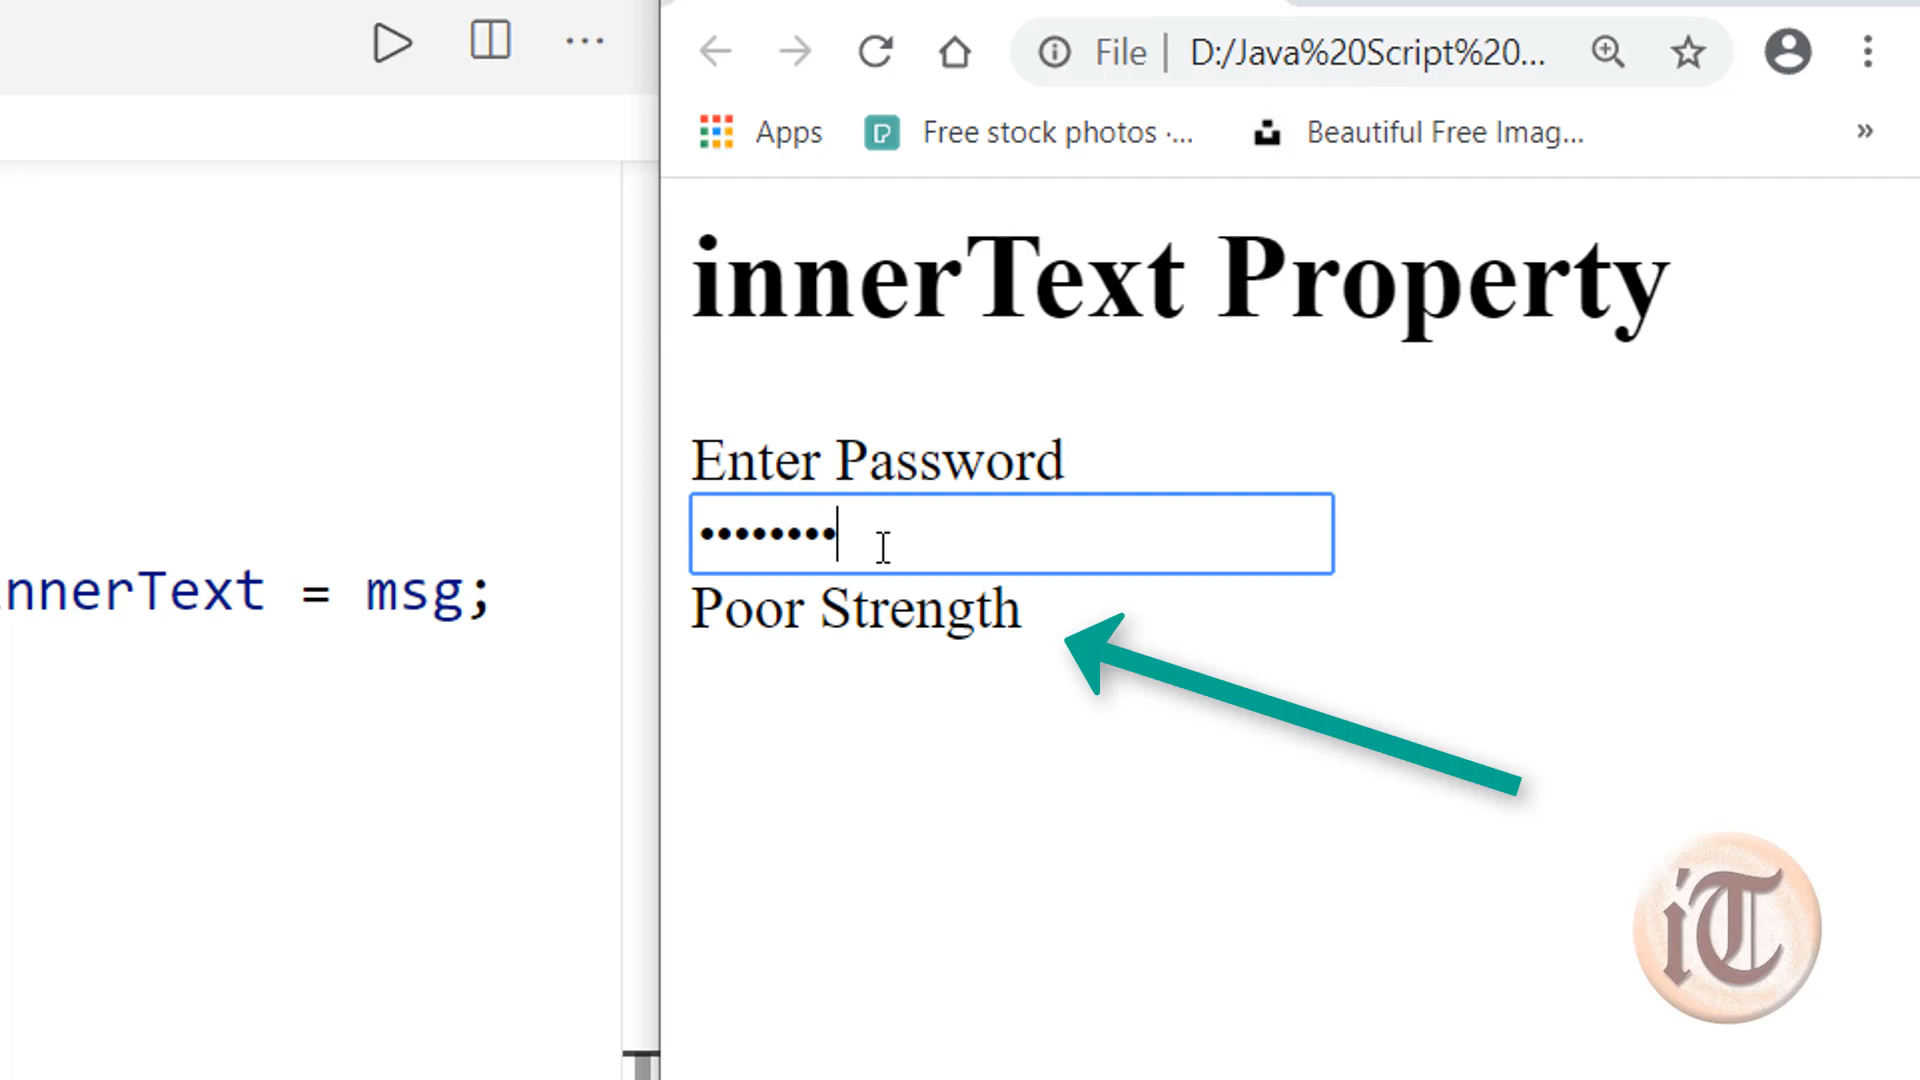 File | D:/Java%20Script%20...
Apps
P
Free stock photos ·...
Beautiful Free Imag...
»
innerText Property
Enter Password
••••••••
Poor Strength
nnerText = msg;
iT